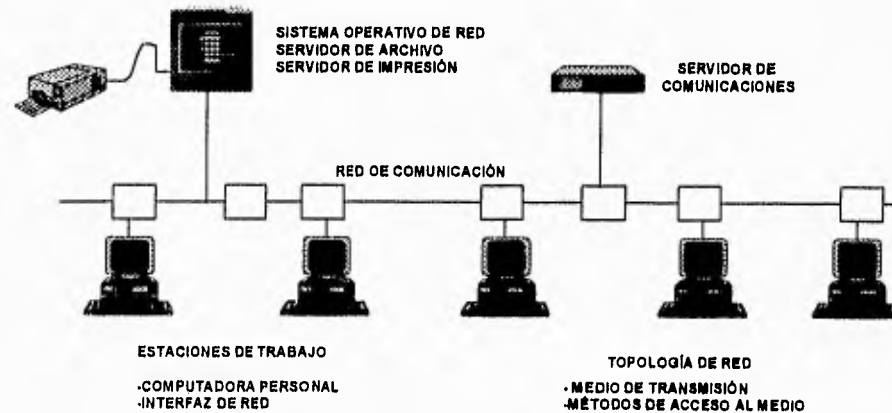 SISTEMA OPERATIVO DE RED
SERVIDOR DE ARCHIVO
SERVIDOR DE IMPRESIÓN
SERVIDOR DE
COMUNICACIONES
RED DE COMUNICACIÓN
ESTACIONES DE TRABAJO
-COMPUTADORA PERSONAL
-INTERFAZ DE RED
TOPOLOGÍA DE RED
- MEDIO DE TRANSMISIÓN
-MÉTODOS DE ACCESO AL MEDIO